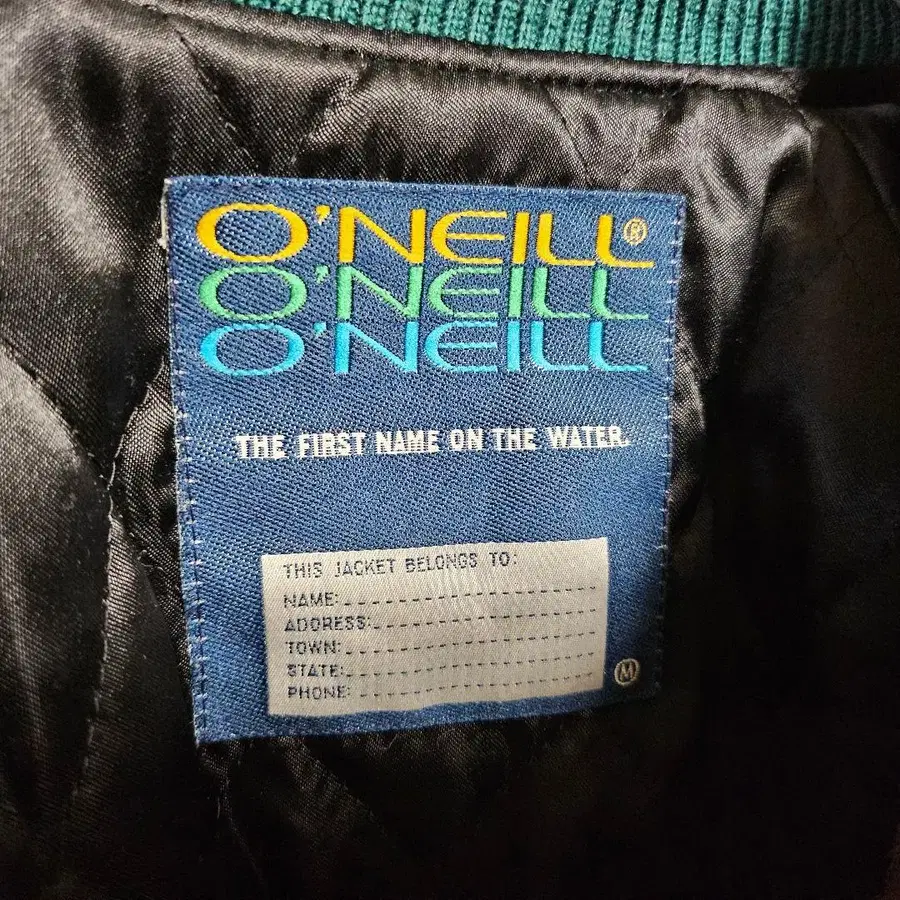 O'NEILL®
O'NEILL
O'NEILL
THE FIRST NAME ON THE WATER.
THIS JACKET BELONGS TO:
NAME:
ADDRESS:
TOWN:
STATE:
PHONE:
M